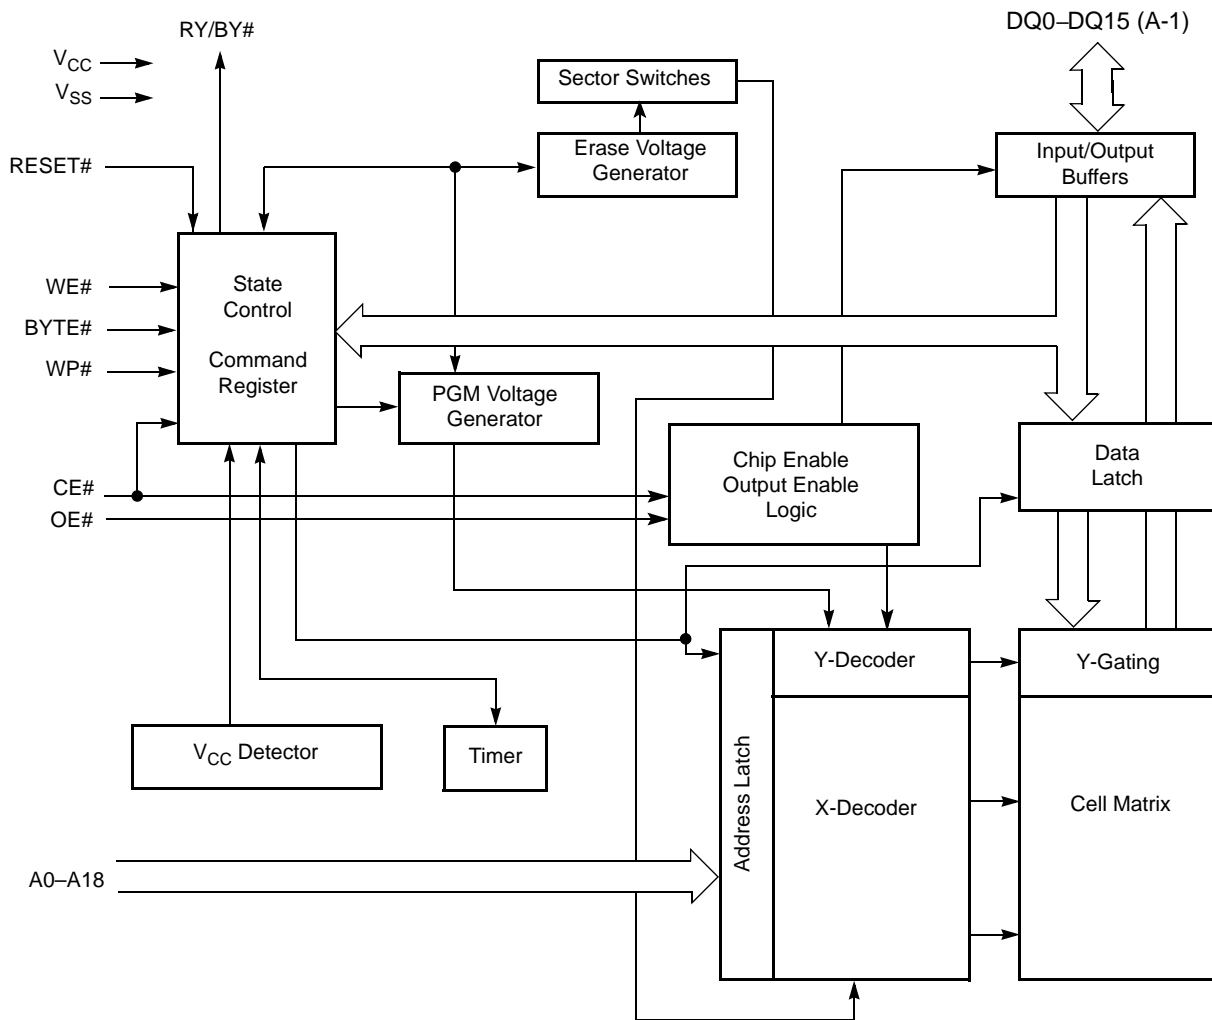 RY/BY#
DQ0–DQ15 (A-1)
VCC
VSS
Sector Switches
Erase Voltage
Generator
Input/Output
Buffers
RESET#
WE#
BYTE#
WP#
State
Control
Command
Register
PGM Voltage
Generator
Chip Enable
Output Enable
Logic
Data
Latch
CE#
OE#
Y-Decoder
Y-Gating
VCC Detector
Timer
Address Latch
X-Decoder
Cell Matrix
A0–A18